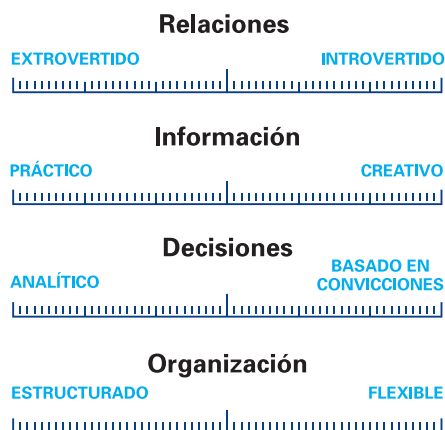 Relaciones
EXTROVERTIDO INTROVERTIDO
Información
PRÁCTICO CREATIVO
Decisiones
ANALÍTICO BASADO EN
CONVICCIONES
Organización
ESTRUCTURADO FLEXIBLE